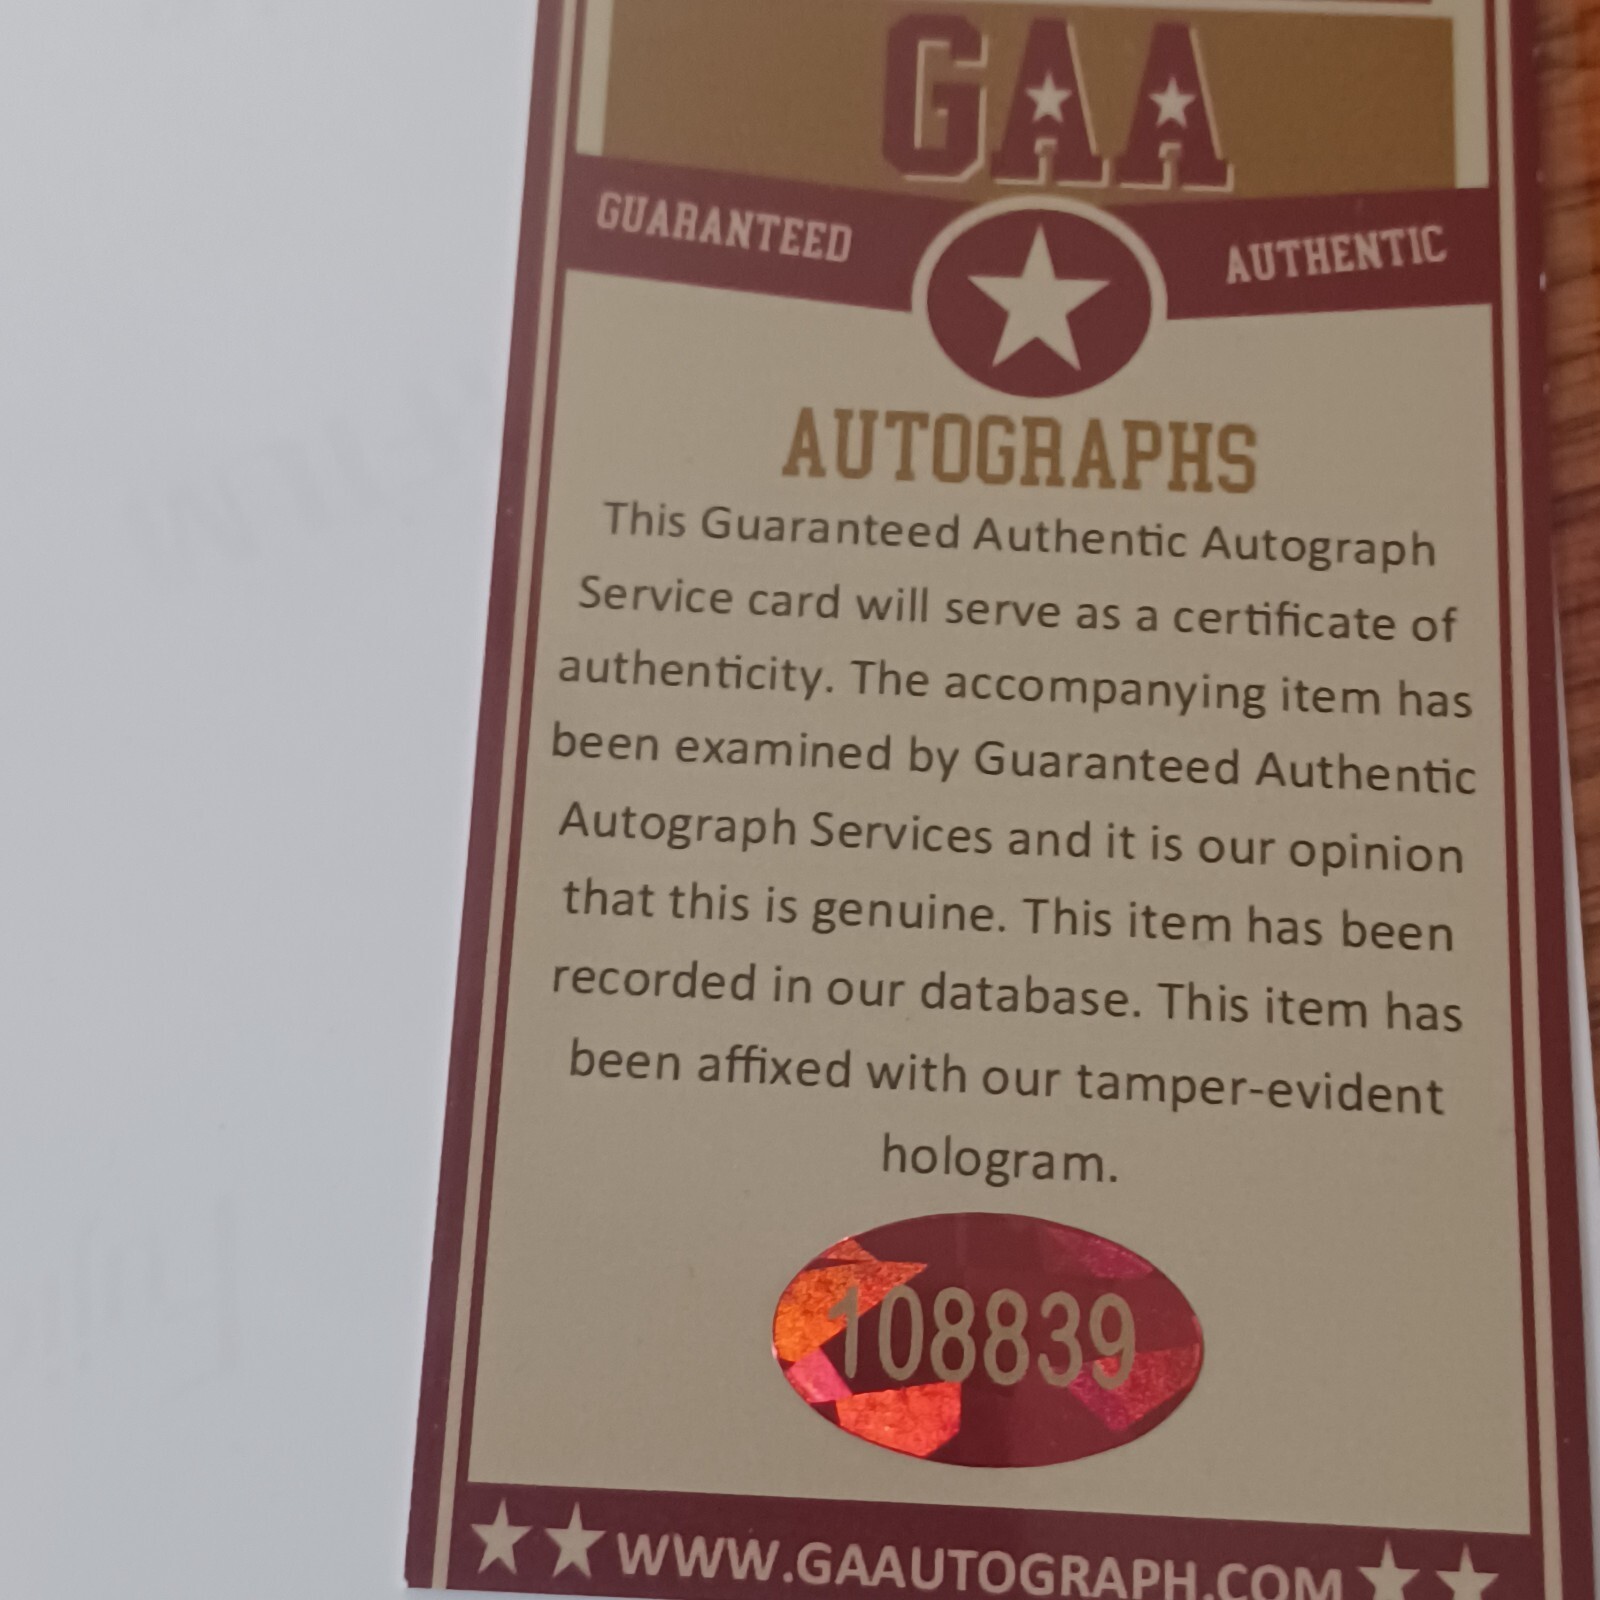 GAA
GUARANTEED
AUTHENTIC
AUTOGRAPHS
This Guaranteed Authentic Autograph
Service card will serve as a certificate of
authenticity. The accompanying item has
been examined by Guaranteed Authentic
Autograph Services and it is our opinion
that this is genuine. This item has been
recorded in our database. This item has
been affixed with our tamper-evident
hologram.
108839
WWW.GAAUTOGRAPH.COM